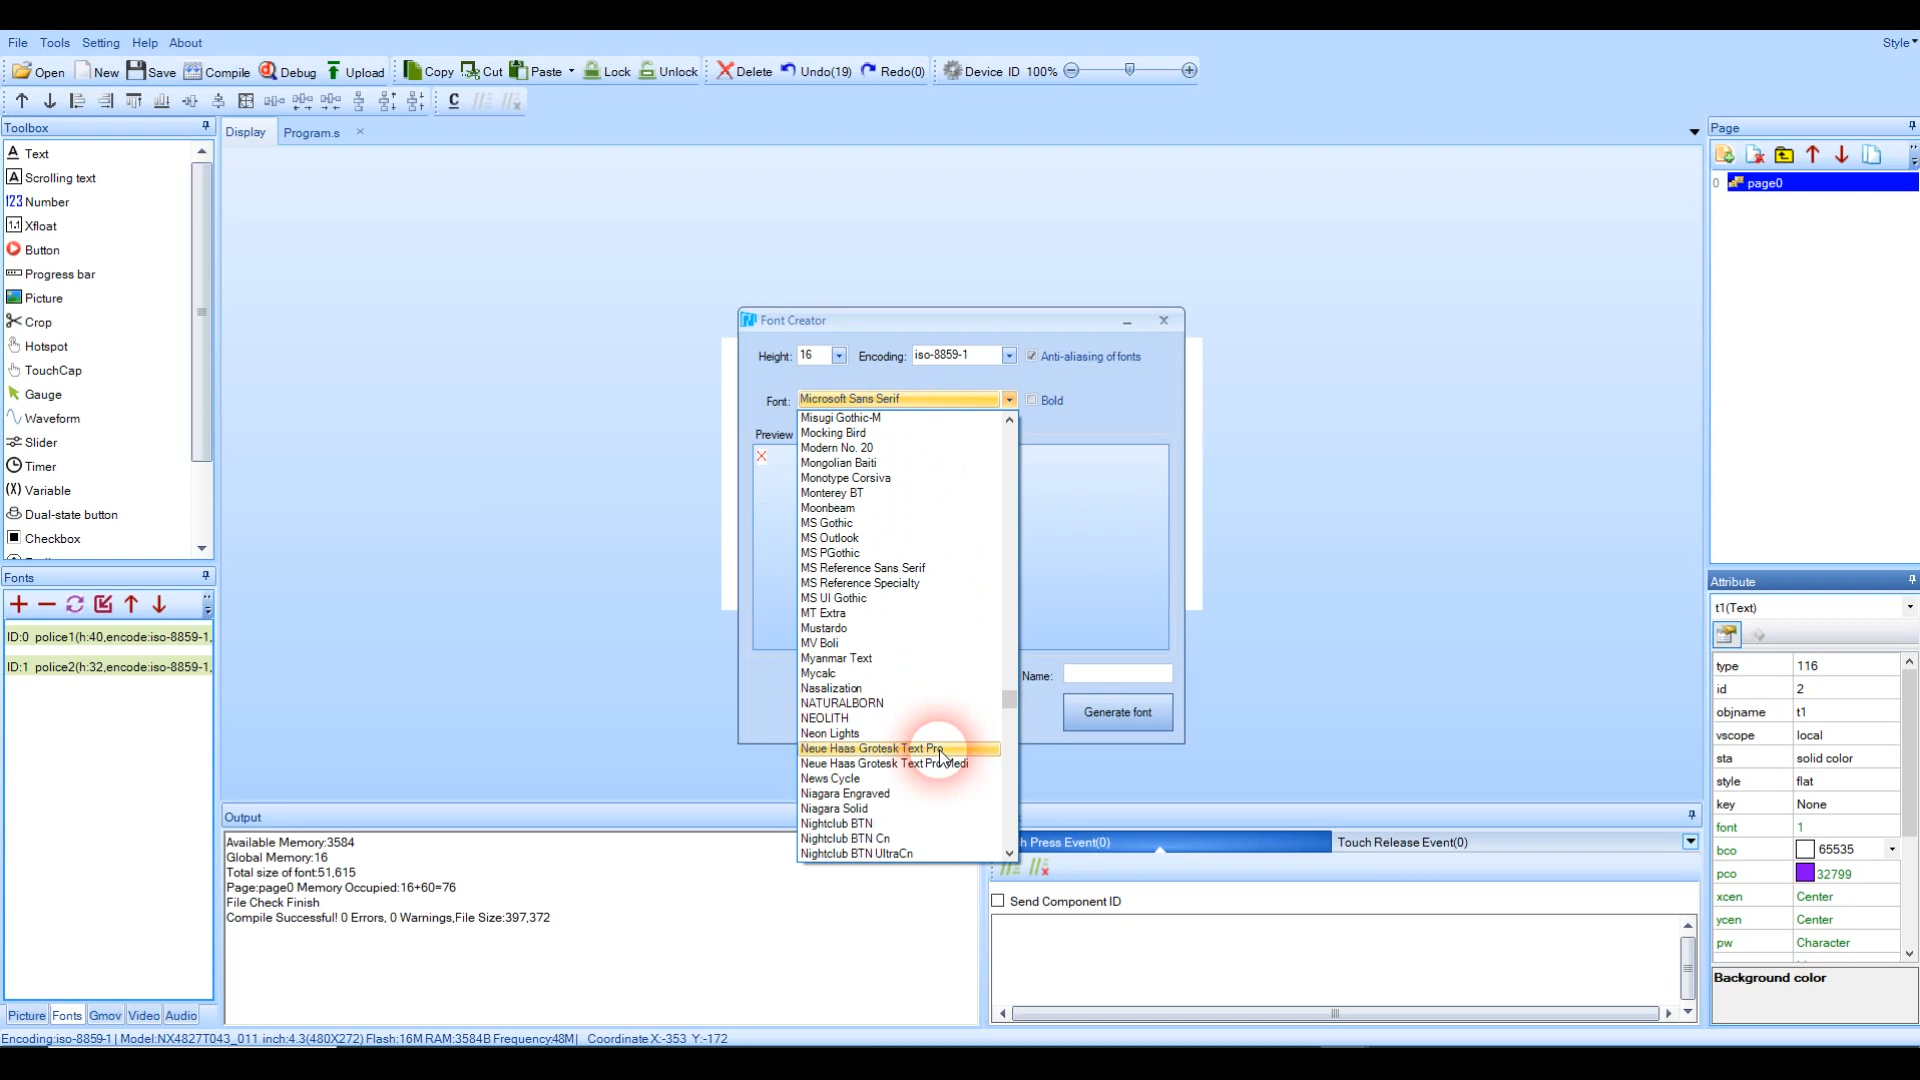 File Tools Setting Help About Style
Open New Save Compile Debug Upload Copy Cut Paste Lock Unlock Delete Undo(19) Redo(0) Device ID 100%
Toolbox
Text
Scrolling text
Number
Xfloat
Button
Progress bar
Picture
Crop
Hotspot
TouchCap
Gauge
Waveform
Slider
Timer
Variable
Dual-state button
Checkbox
Fonts
ID:0 police1(h:40,encode:iso-8859-1,
ID:1 police2(h:32,encode:iso-8859-1,
Picture Fonts Gmov Video Audio
Display Program.s
Font Creator
Height: 16 Encoding: iso-8859-1 Anti-aliasing of fonts
Font: Microsoft Sans Serif Bold
Preview
Misugi Gothic-M
Mocking Bird
Modern No. 20
Mongolian Baiti
Monotype Corsiva
Monterey BT
Moonbeam
MS Gothic
MS Outlook
MS PGothic
MS Reference Sans Serif
MS Reference Specialty
MS UI Gothic
MT Extra
Mustardo
MV Boli
Myanmar Text
Mycalc
Nasalization
NATURALBORN
NEOLITH
Neon Lights
Neue Haas Grotesk Text Pro
Neue Haas Grotesk Text Pro Medi
News Cycle
Niagara Engraved
Niagara Solid
Nightclub BTN
Nightclub BTN Cn
Nightclub BTN UltraCn
Name:
Generate font
Output
Available Memory:3584
Global Memory:16
Total size of font:51,615
Page:page0 Memory Occupied:16+60=76
File Check Finish
Compile Successful! 0 Errors, 0 Warnings,File Size:397,372
ch Press Event(0) Touch Release Event(0)
Send Component ID
Page
0 page0
Attribute
t1(Text)
type 116
id 2
objname t1
vscope local
sta solid color
style flat
key None
font 1
bco 65535
pco 32799
xcen Center
ycen Center
pw Character
Background color
Encoding:iso-8859-1 | Model:NX4827T043_011 inch:4.3(480X272) Flash:16M RAM:3584B Frequency:48M| Coordinate X:-353 Y:-172